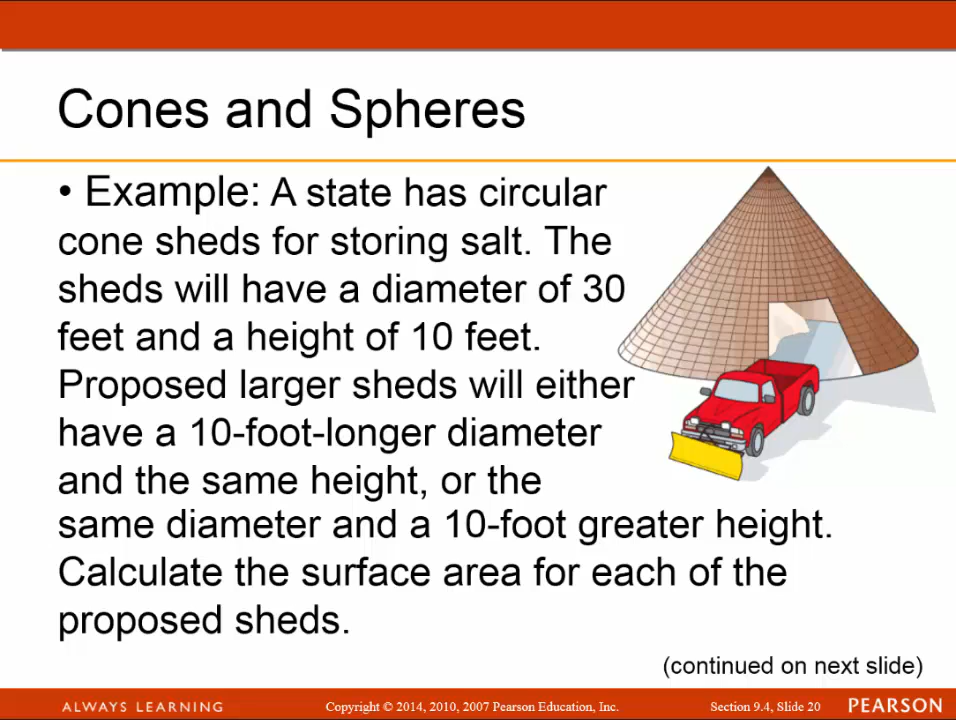 Cones and Spheres
• Example: A state has circular
cone sheds for storing salt. The
sheds will have a diameter of 30
feet and a height of 10 feet.
Proposed larger sheds will either
have a 10-foot-longer diameter
and the same height, or the
same diameter and a 10-foot greater height.
Calculate the surface area for each of the
proposed sheds.
(continued on next slide)
ALWAYS LEARNING
Copyright © 2014, 2010, 2007 Pearson Education, Inc.
Section 9.4, Slide 20
PEARSON